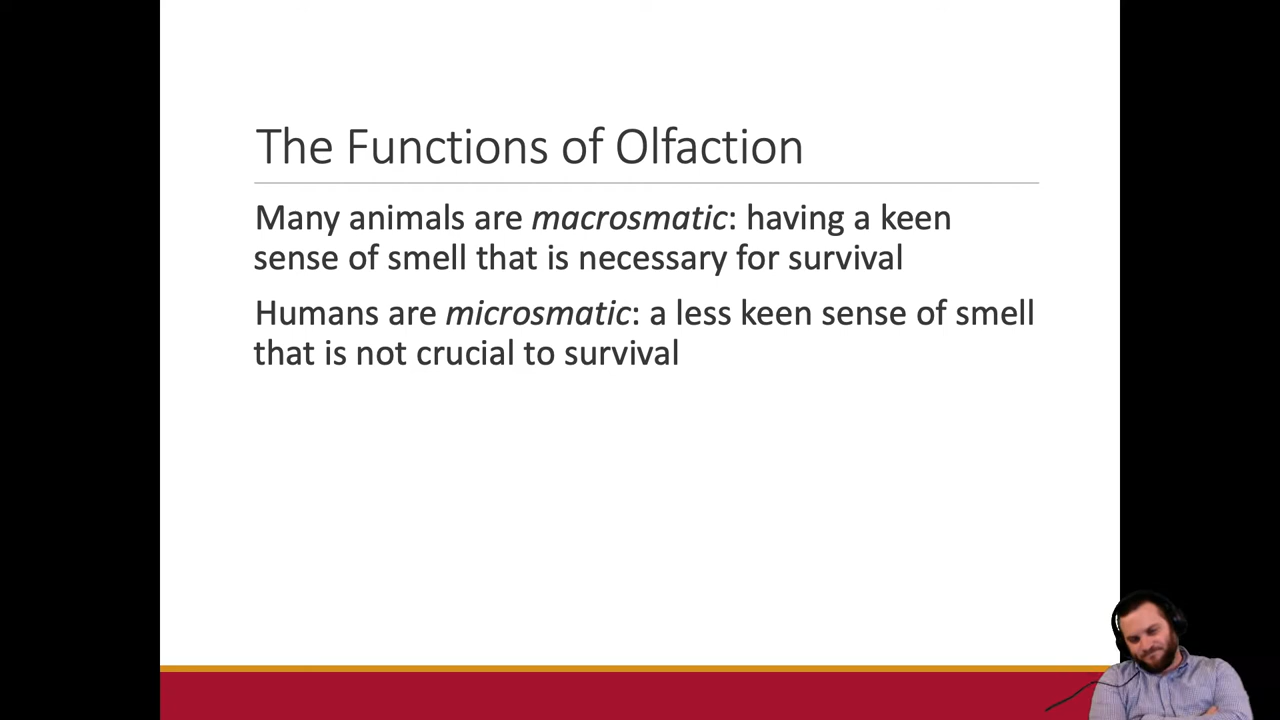 The Functions of Olfaction
Many animals are macrosmatic: having a keen
sense of smell that is necessary for survival
Humans are microsmatic: a less keen sense of smell
that is not crucial to survival